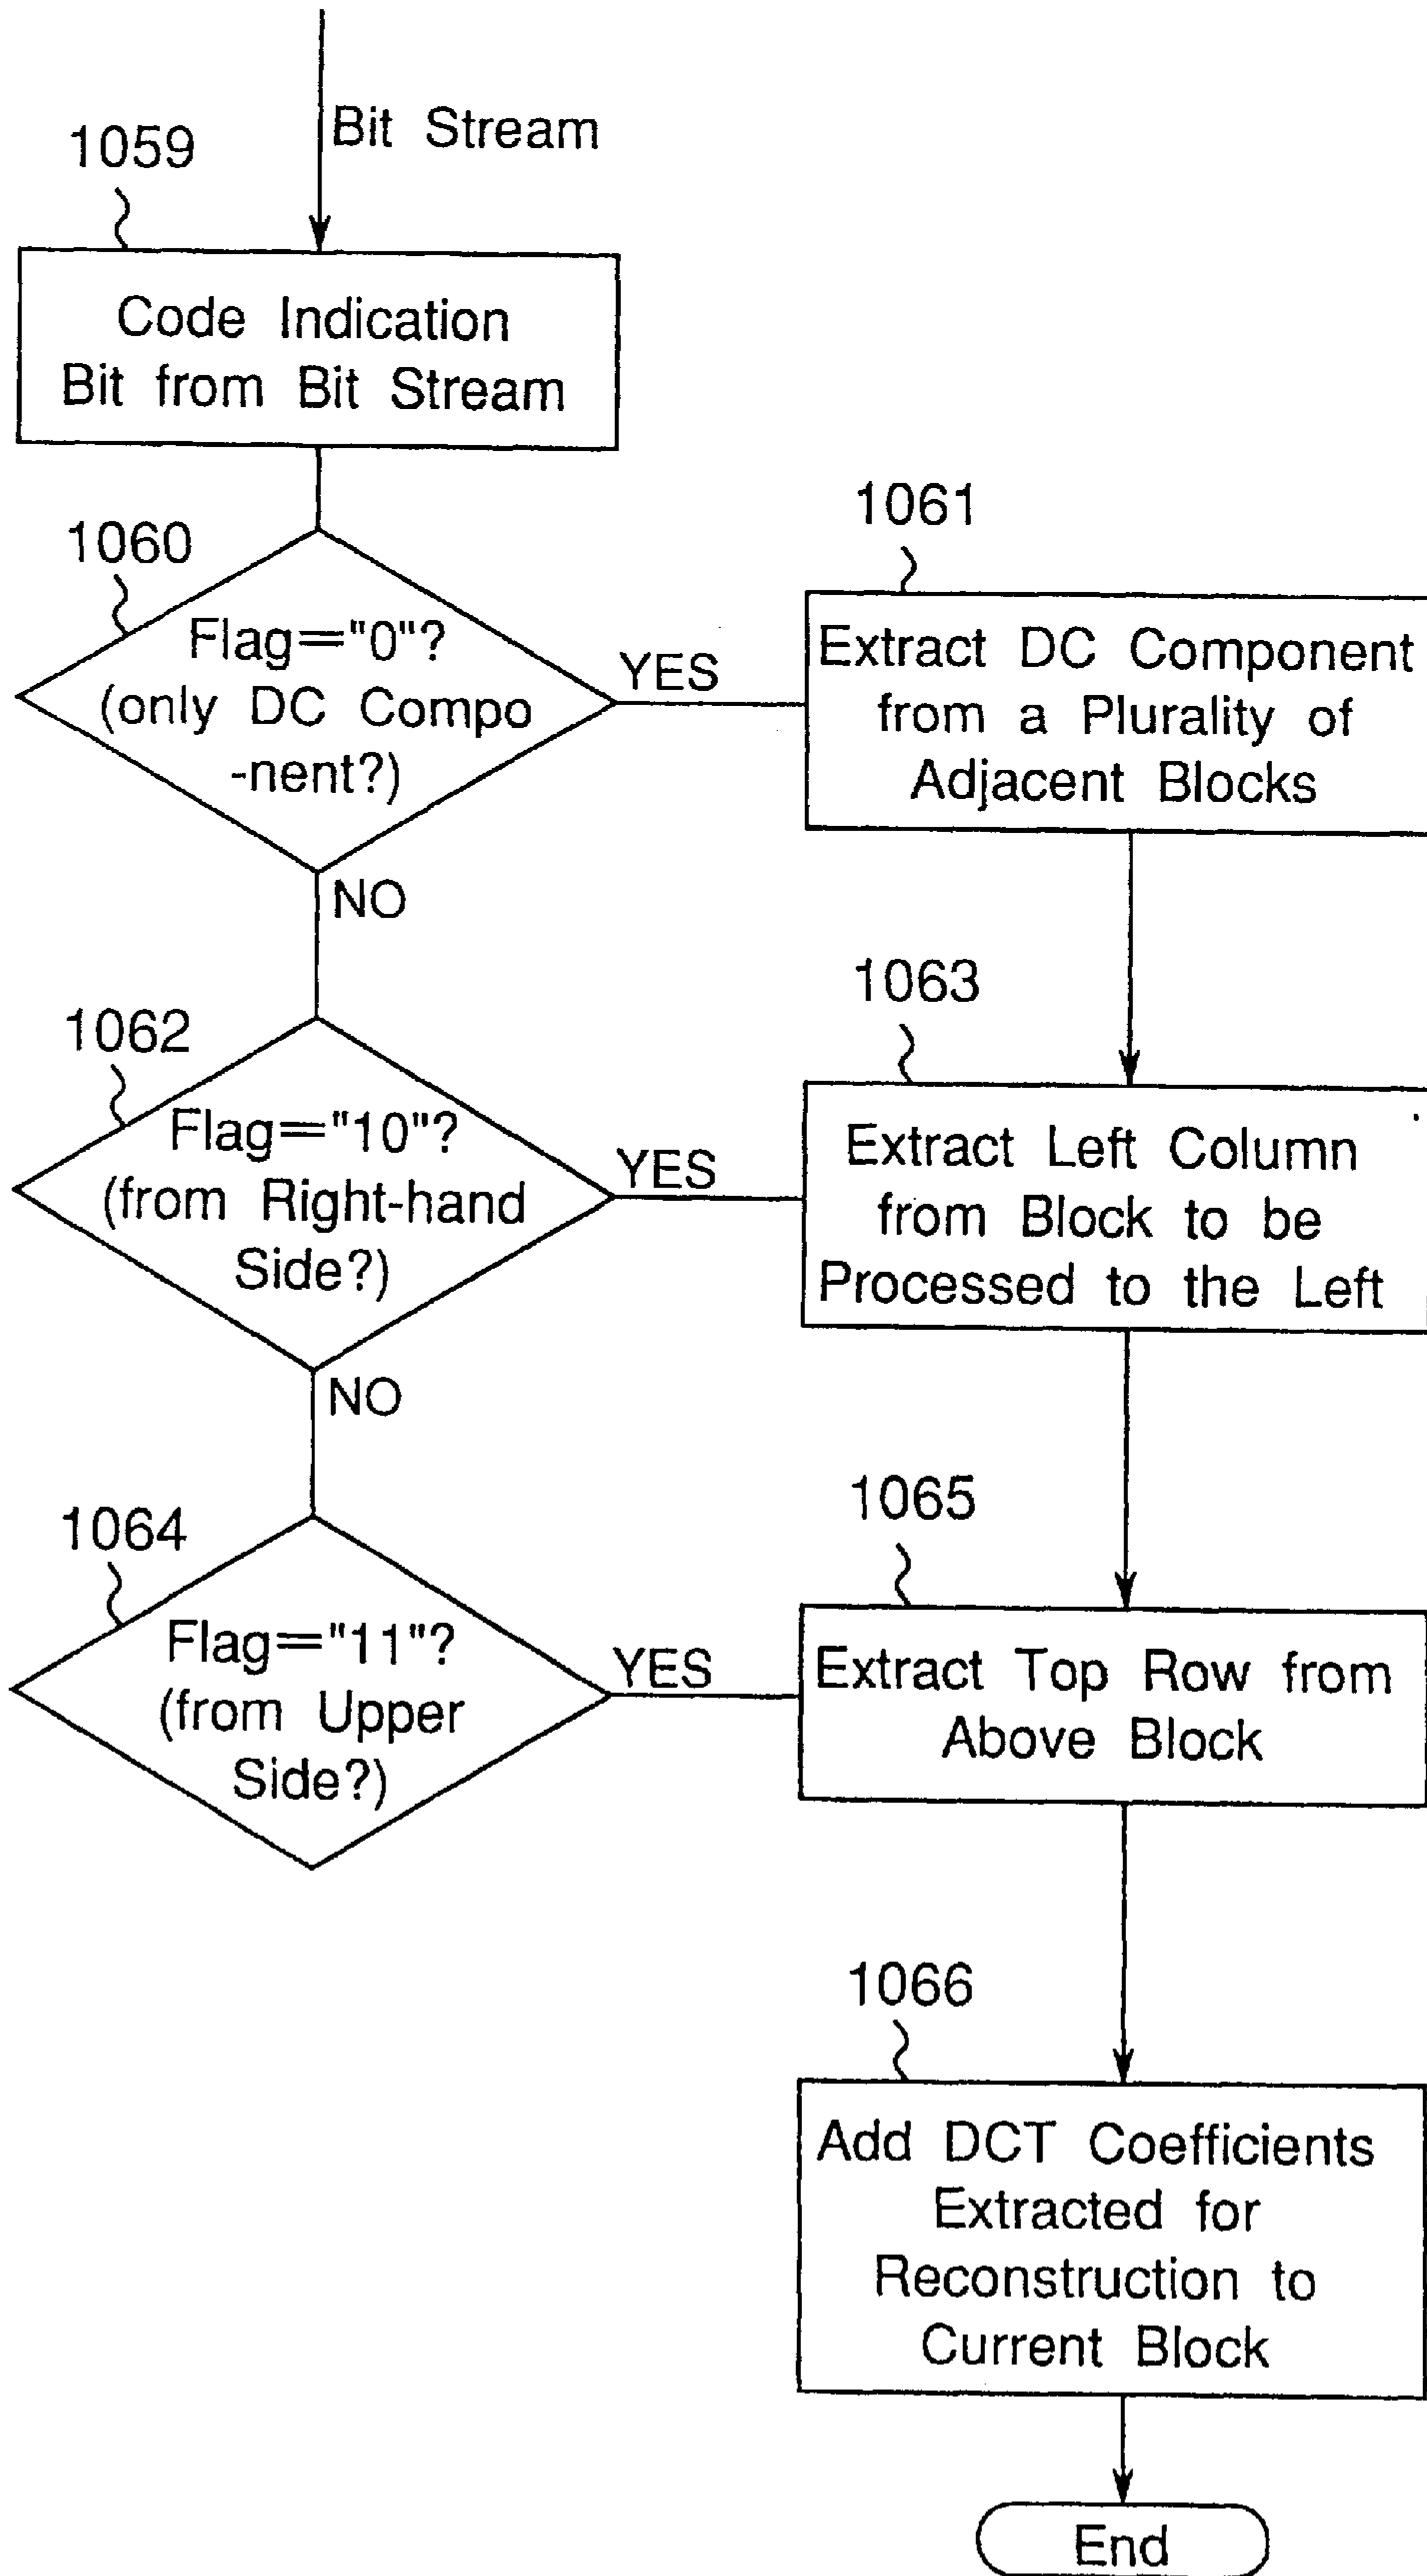 Bit Stream
1059
Code Indication
Bit from Bit Stream
1060
Flag=="0"?
(only DC Compo
-nent?)
YES
NO
1061
Extract DC Component
from a Plurality of
Adjacent Blocks
1062
Flag=="10"?
(from Right-hand
Side?)
YES
NO
1063
Extract Left Column
from Block to be
Processed to the Left
1064
Flag=="11"?
(from Upper
Side?)
YES
1065
Extract Top Row from
Above Block
1066
Add DCT Coefficients
Extracted for
Reconstruction to
Current Block
End